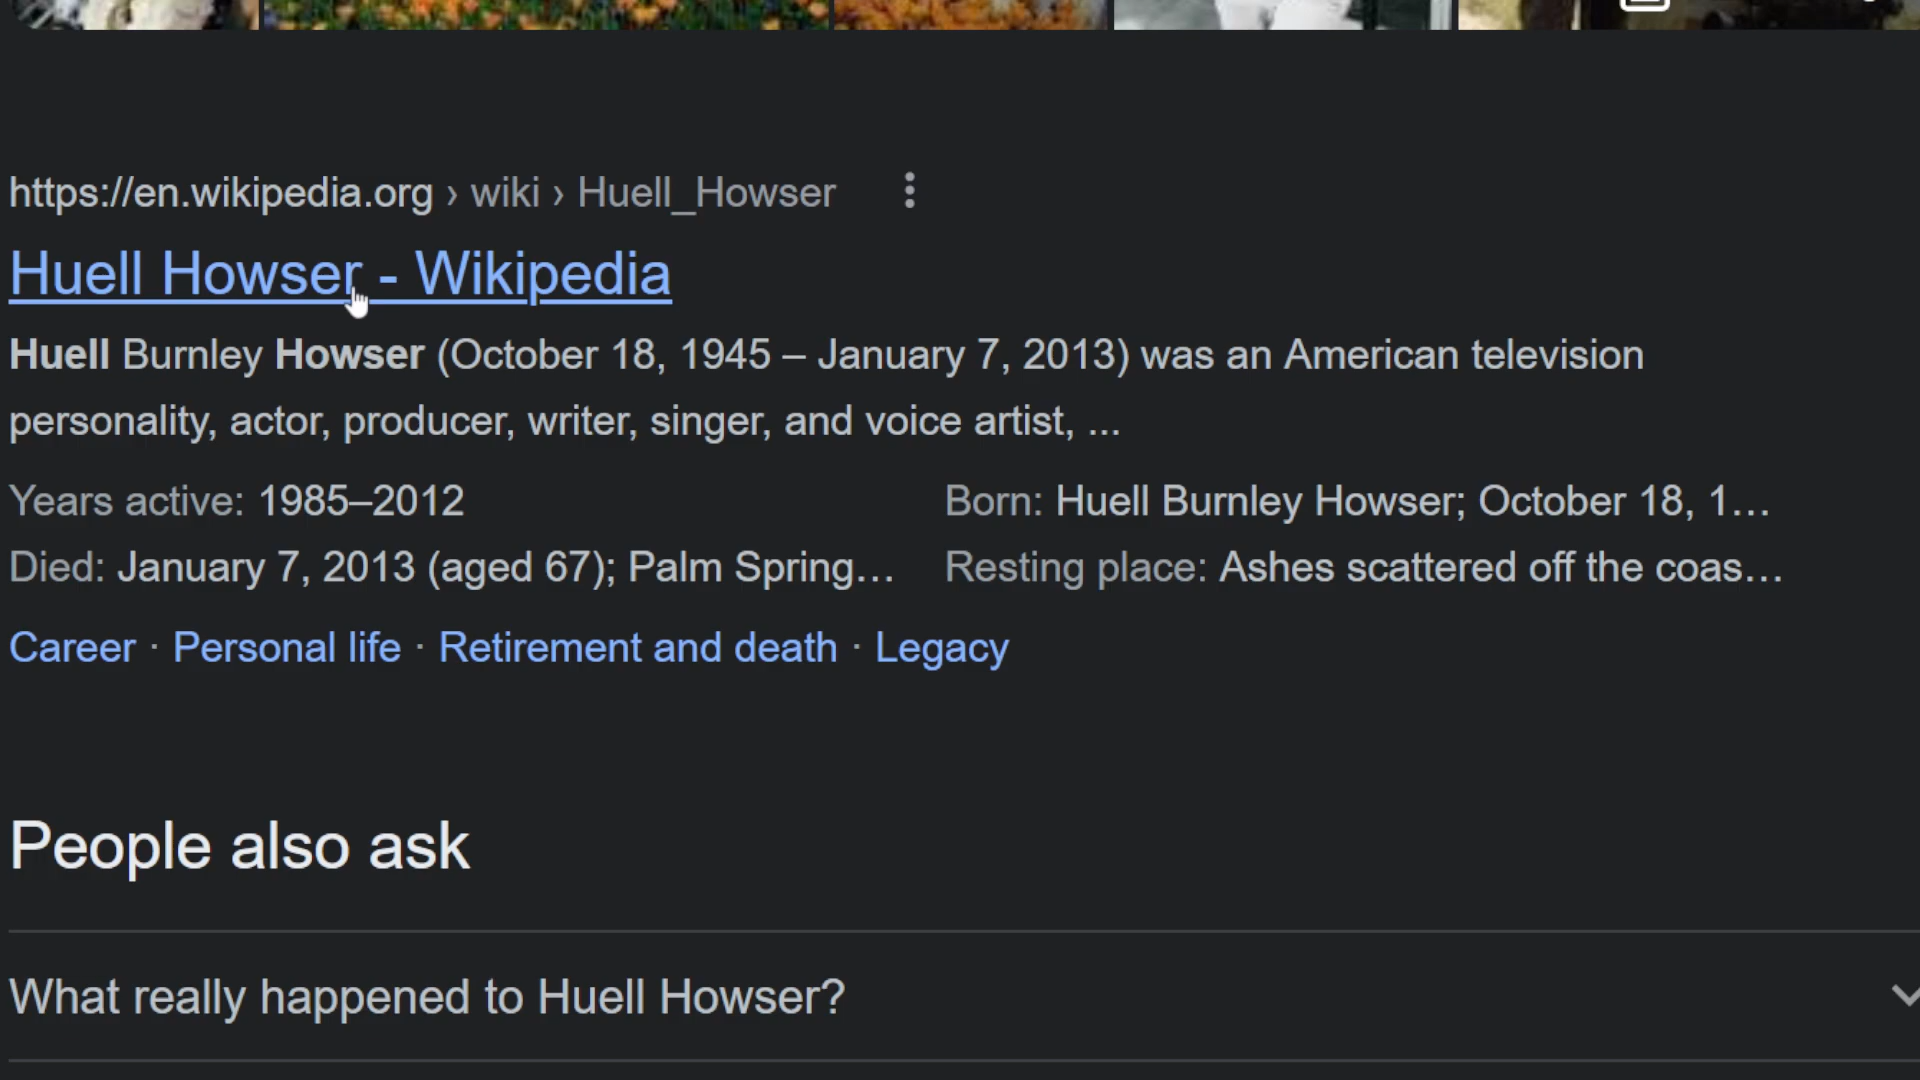 https://en.wikipedia.org › wiki › Huell_Howser
Huell Howser - Wikipedia
Huell Burnley Howser (October 18, 1945 – January 7, 2013) was an American television
personality, actor, producer, writer, singer, and voice artist, ...
Years active: 1985–2012
Born: Huell Burnley Howser; October 18, 1...
Died: January 7, 2013 (aged 67); Palm Spring...
Resting place: Ashes scattered off the coas...
Career · Personal life · Retirement and death · Legacy
People also ask
What really happened to Huell Howser?